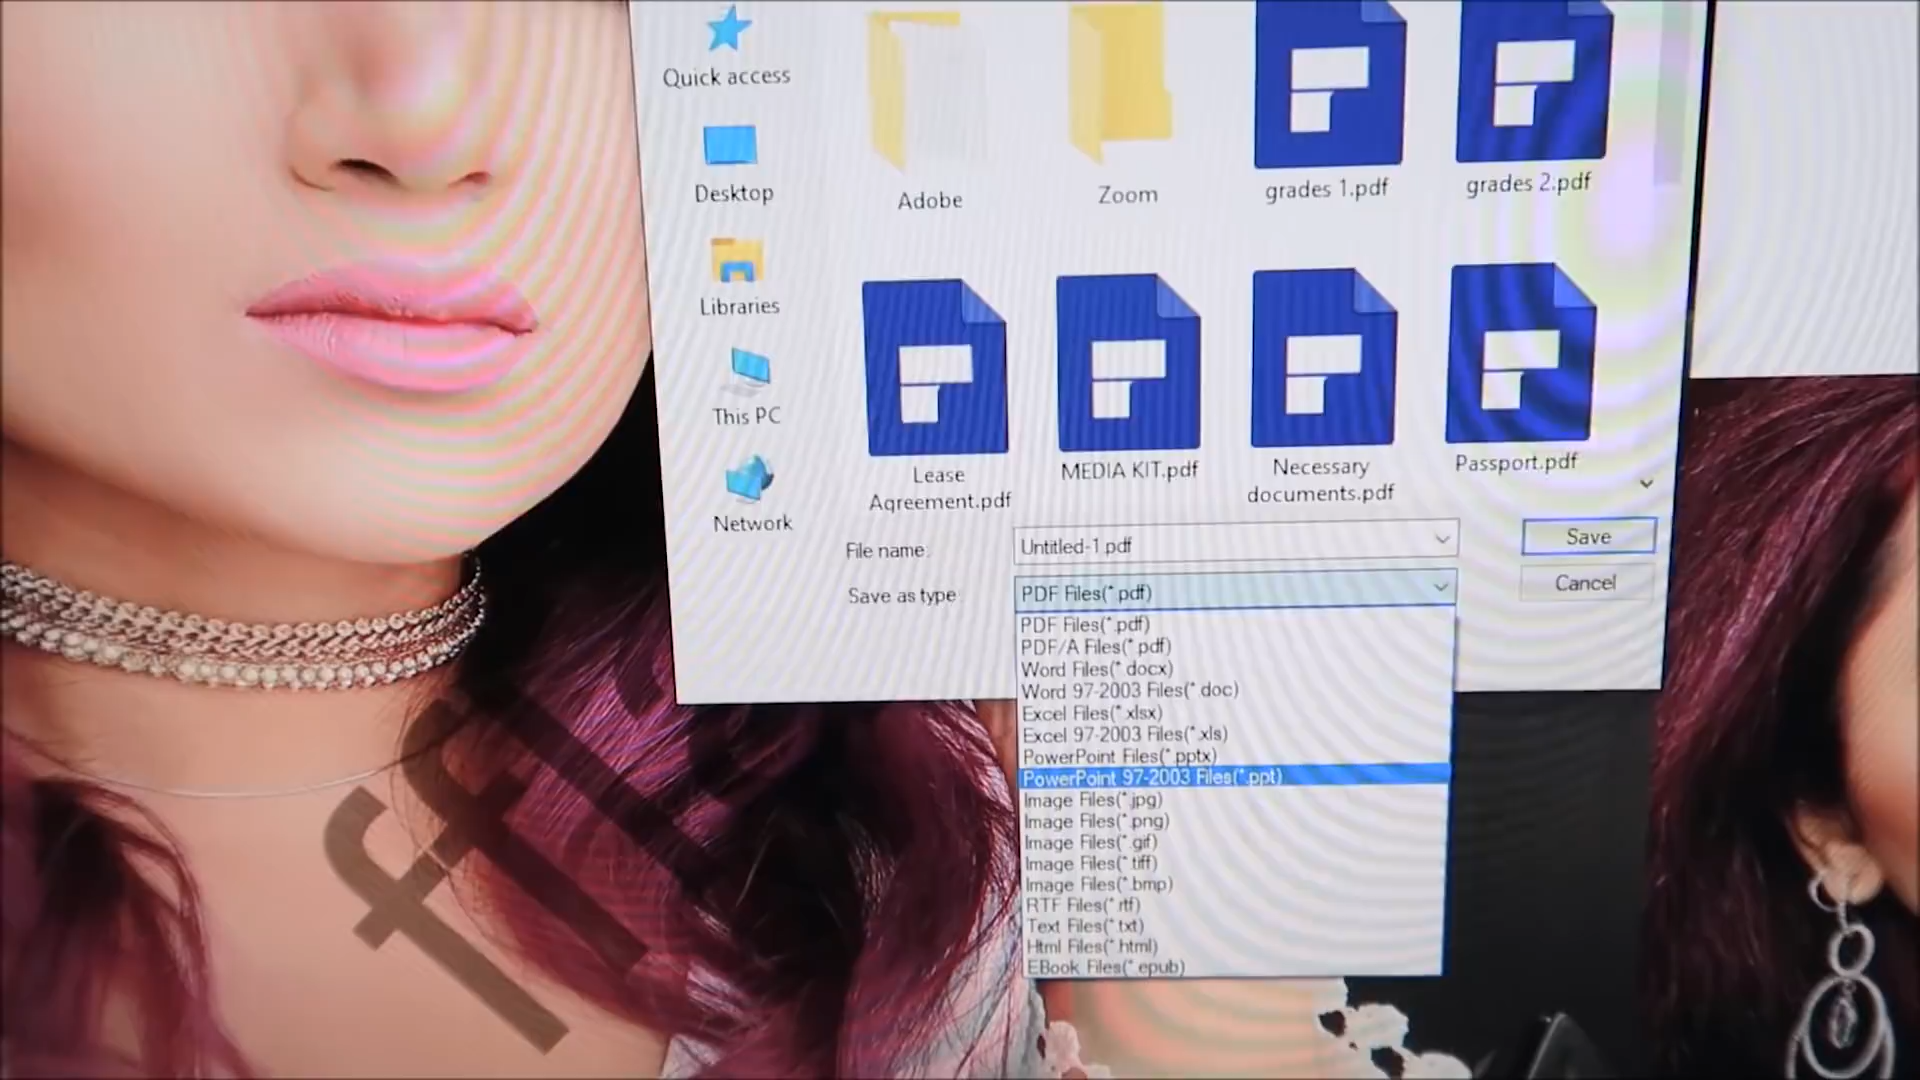 Quick access
Desktop
Libraries
This PC
Network
Adobe
Zoom
grades 1.pdf
grades 2.pdf
Lease
Agreement.pdf
MEDIA KIT.pdf
Necessary
documents.pdf
Passport.pdf
File name:
Untitled-1.pdf
Save
Save as type:
PDF Files(*.pdf)
Cancel
PDF Files(*.pdf)
PDF/A Files(*.pdf)
Word Files(*.docx)
Word 97-2003 Files(*.doc)
Excel Files(*.xlsx)
Excel 97-2003 Files(*.xls)
PowerPoint Files(*.pptx)
PowerPoint 97-2003 Files(*.ppt)
Image Files(*.jpg)
Image Files(*.png)
Image Files(*.gif)
Image Files(*.tiff)
Image Files(*.bmp)
RTF Files(*.rtf)
Text Files(*.txt)
Html Files(*.html)
EBook Files(*.epub)